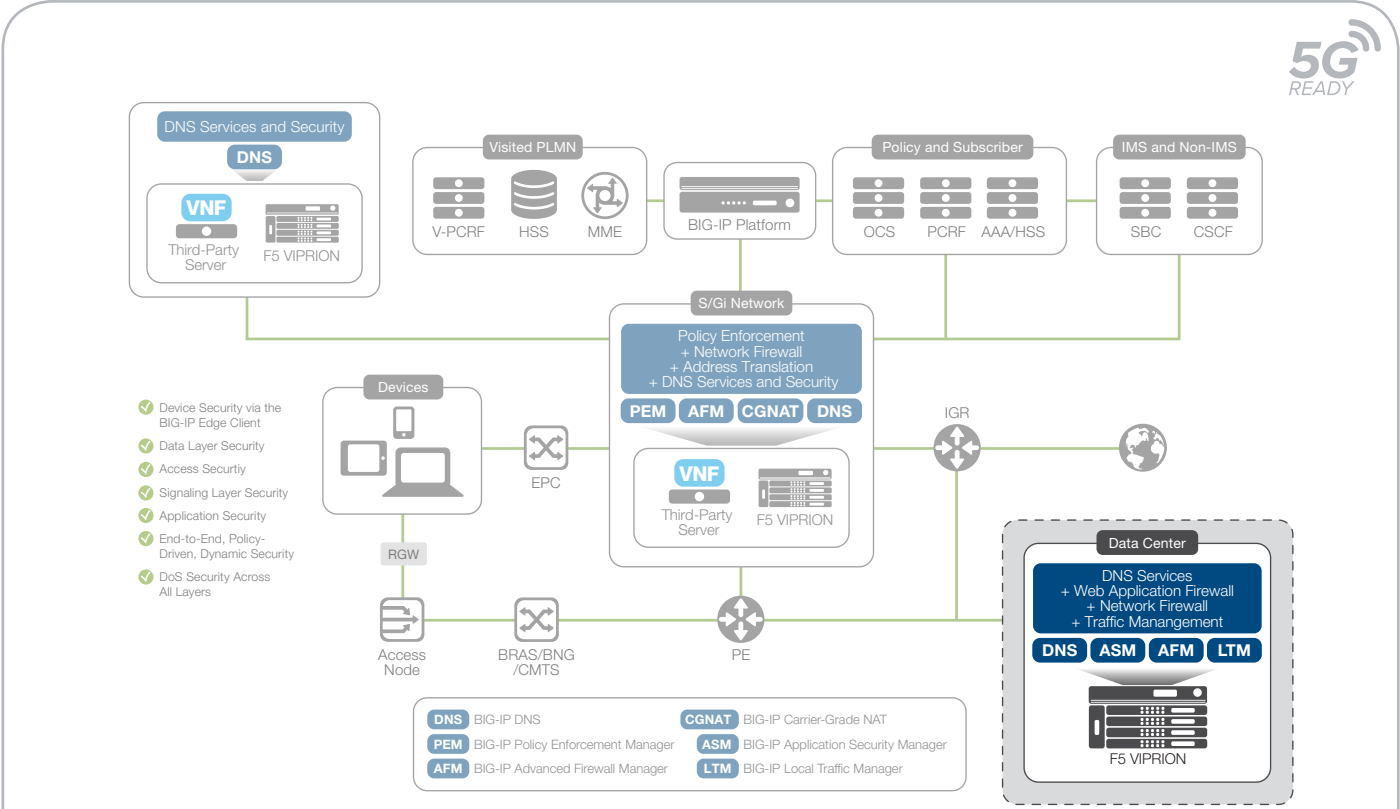 5G
READY
DNS Services and Security
DNS
VNF
Third-Party
Server
F5 VIPRION
Visited PLMN
V-PCRF
HSS
MME
BIG-IP Platform
Policy and Subscriber
OCS
PCRF
AAA/HSS
IMS and Non-IMS
SBC
CSCF
S/Gi Network
Policy Enforcement
+ Network Firewall
+ Address Translation
+ DNS Services and Security
PEM
AFM
CGNAT
DNS
VNF
Third-Party
Server
F5 VIPRION
Devices
EPC
IGR
Device Security via the
BIG-IP Edge Client
Data Layer Security
Access Securtiy
Signaling Layer Security
Application Security
End-to-End, Policy-
Driven, Dynamic Security
DoS Security Across
All Layers
RGW
Access
Node
BRAS/BNG
/CMTS
PE
Data Center
DNS Services
+ Web Application Firewall
+ Network Firewall
+ Traffic Manangement
DNS
ASM
AFM
LTM
F5 VIPRION
DNS BIG-IP DNS
PEM BIG-IP Policy Enforcement Manager
AFM BIG-IP Advanced Firewall Manager
CGNAT BIG-IP Carrier-Grade NAT
ASM BIG-IP Application Security Manager
LTM BIG-IP Local Traffic Manager